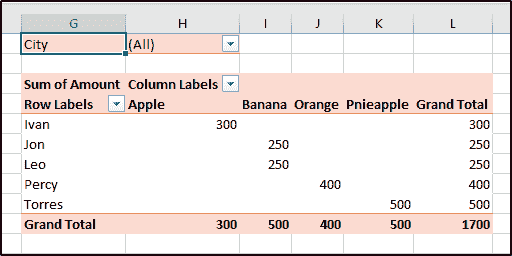 G H I J K L
City (All)
Sum of Amount Column Labels
Row Labels Apple Banana Orange Pnieapple Grand Total
Ivan 300 300
Jon 250 250
Leo 250 250
Percy 400 400
Torres 500 500
Grand Total 300 500 400 500 1700